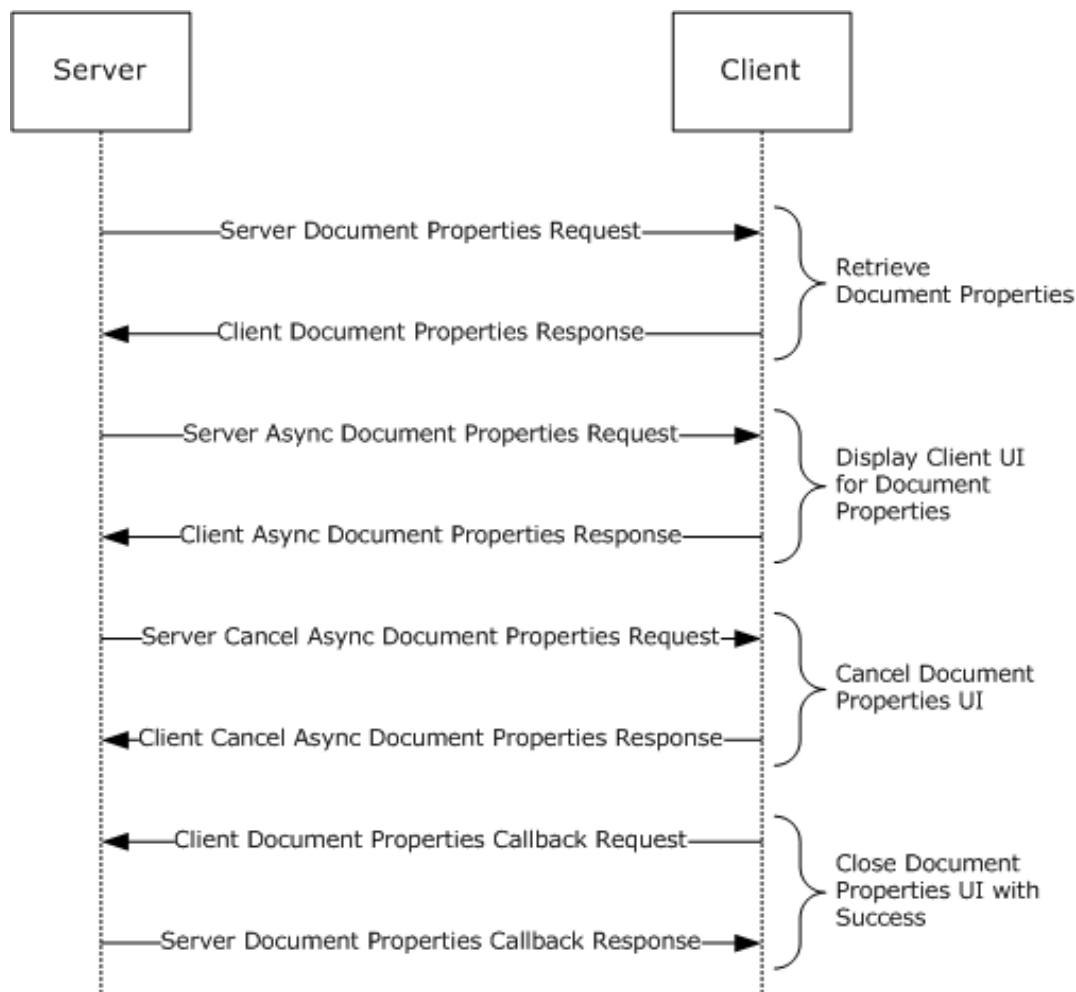 Server
Client
Server Document Properties Request
Retrieve
Document Properties
Client Document Properties Response
Server Async Document Properties Request
Display Client UI
for Document
Properties
Client Async Document Properties Response
Server Cancel Async Document Properties Request
Cancel Document
Properties UI
Client Cancel Async Document Properties Response
Client Document Properties Callback Request
Close Document
Properties UI with
Success
Server Document Properties Callback Response